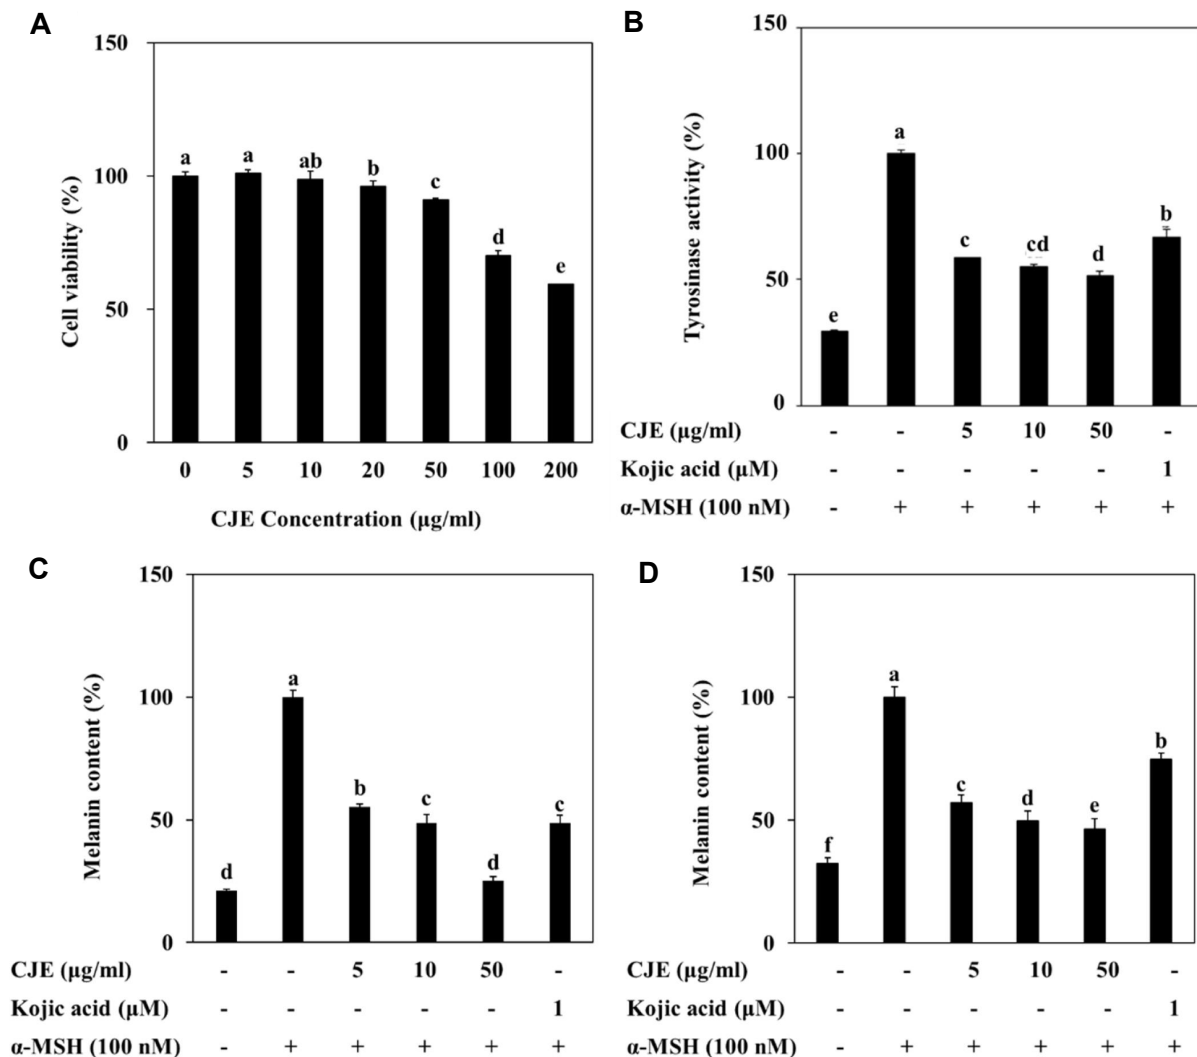 A
150
100
50
0
Cell viability (%)
a a ab b c d e
0 5 10 20 50 100 200
CJE Concentration (µg/ml)
B
150
100
50
0
Tyrosinase activity (%)
e a c cd d b
CJE (µg/ml) - - 5 10 50 -
Kojic acid (µM) - - - - - 1
α-MSH (100 nM) - + + + + +
C
150
100
50
0
Melanin content (%)
d a b c d c
CJE (µg/ml) - - 5 10 50 -
Kojic acid (µM) - - - - - 1
α-MSH (100 nM) - + + + + +
D
150
100
50
0
Melanin content (%)
f a c d e b
CJE (µg/ml) - - 5 10 50 -
Kojic acid (µM) - - - - - 1
α-MSH (100 nM) - + + + + +